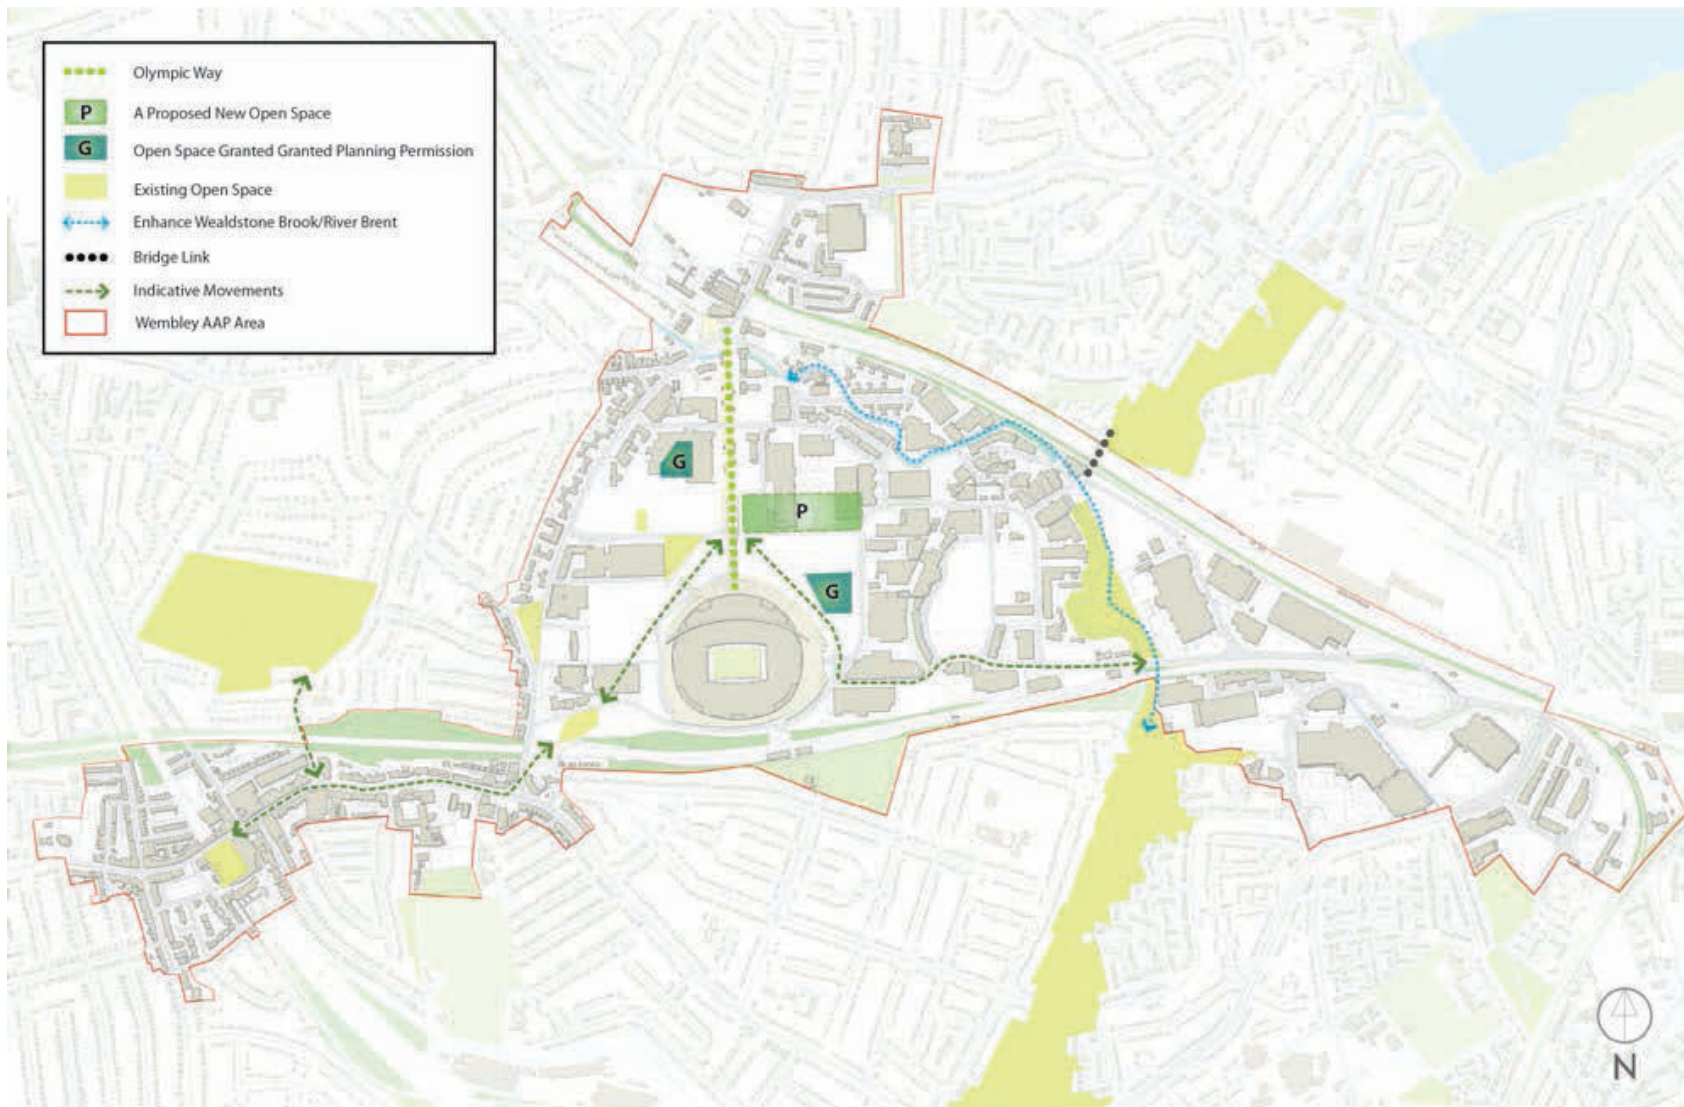 Olympic Way
P A Proposed New Open Space
G Open Space Granted Granted Planning Permission
Existing Open Space
Enhance Wealdstone Brook/River Brent
Bridge Link
Indicative Movements
Wembley AAP Area
G
P
G
N